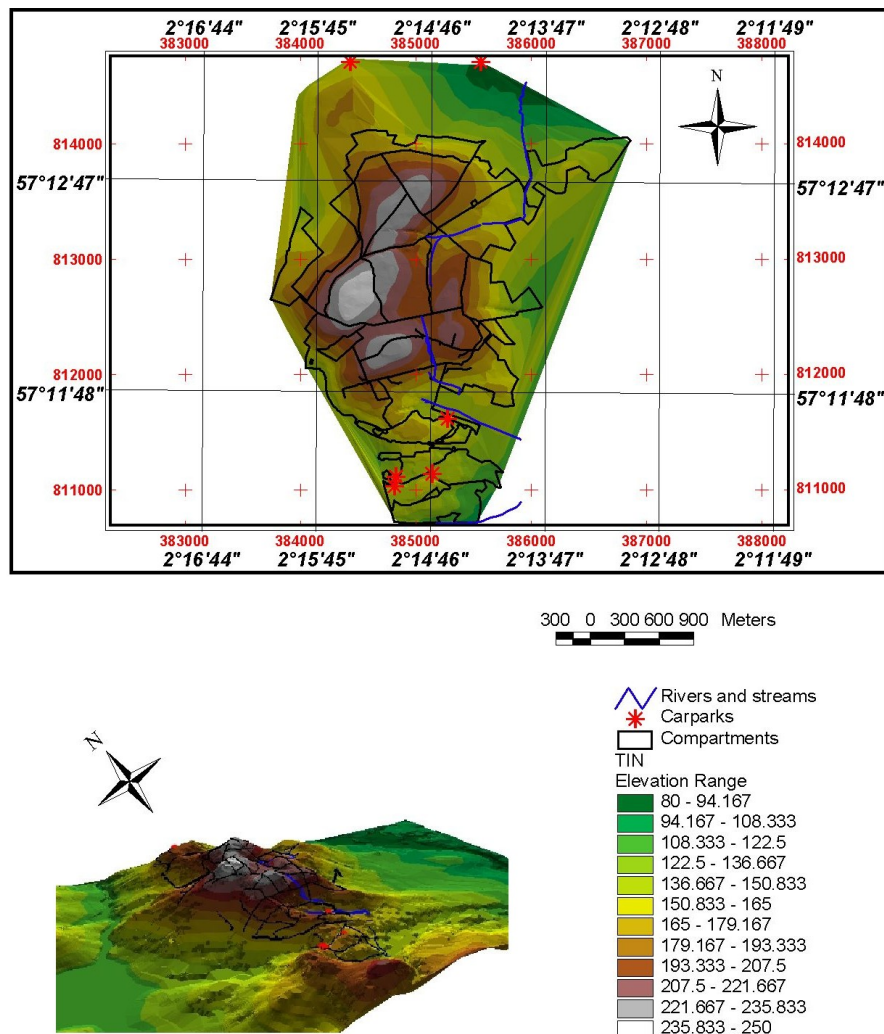 2°16'44" 2°15'45" 2°14'46" 2°13'47" 2°12'48" 2°11'49"
383000 384000 385000 386000 387000 388000
N
814000 814000
57°12'47" 57°12'47"
813000 813000
812000 812000
57°11'48" 57°11'48"
811000 811000
383000 384000 385000 386000 387000 388000
2°16'44" 2°15'45" 2°14'46" 2°13'47" 2°12'48" 2°11'49"
300 0 300 600 900 Meters
N
Rivers and streams
Carparks
Compartments
TIN
Elevation Range
80 - 94.167
94.167 - 108.333
108.333 - 122.5
122.5 - 136.667
136.667 - 150.833
150.833 - 165
165 - 179.167
179.167 - 193.333
193.333 - 207.5
207.5 - 221.667
221.667 - 235.833
235.833 - 250